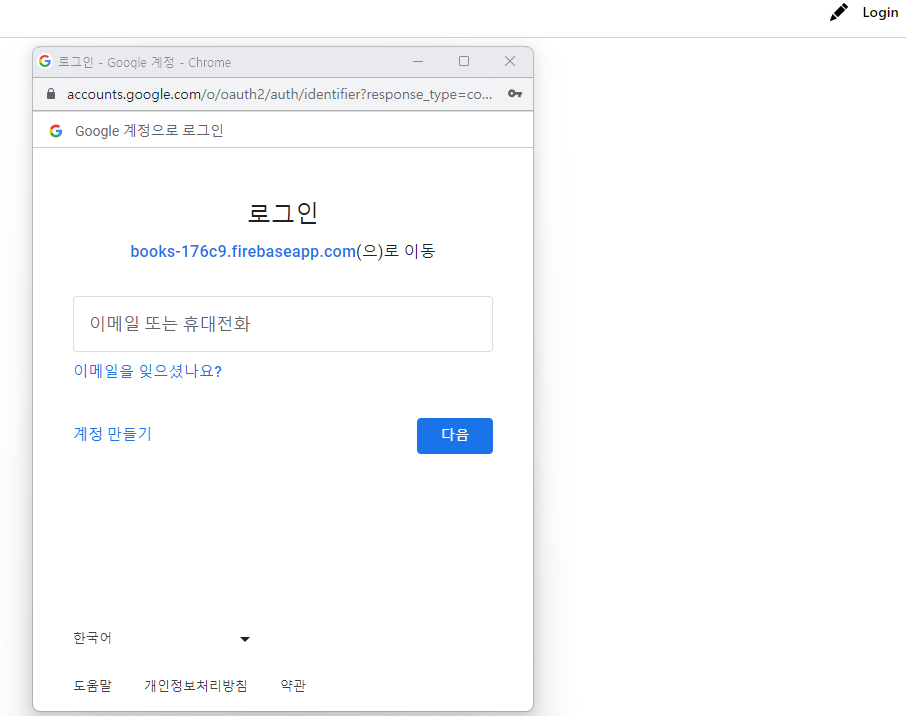 Login
로그인 - Google 계정 - Chrome
accounts.google.com/o/oauth2/auth/identifier?response_type=co...
Google 계정으로 로그인
로그인
books-176c9.firebaseapp.com(으)로 이동
이메일 또는 휴대전화
이메일을 잊으셨나요?
계정 만들기 다음
한국어
도움말 개인정보처리방침 약관